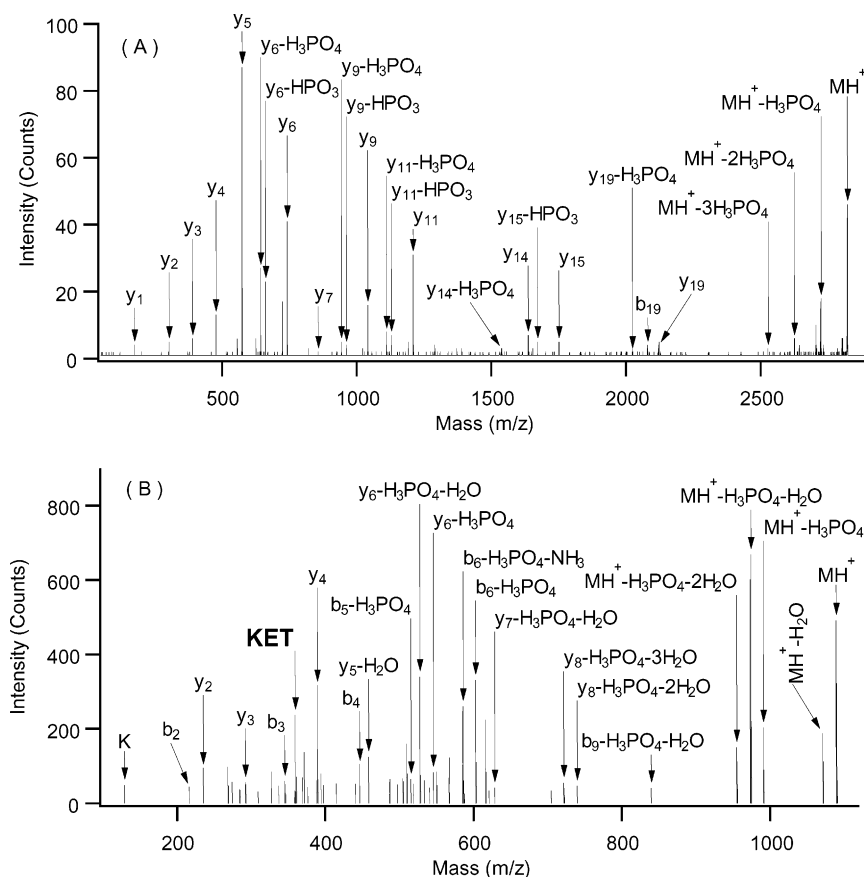 ( A )
Intensity (Counts)
100
80
60
40
20
0
y₁
y₂
y₃
y₄
y₅
y₆-H₃PO₄
y₆-HPO₃
y₆
y₇
y₉-H₃PO₄
y₉-HPO₃
y₉
y₁₁-H₃PO₄
y₁₁-HPO₃
y₁₁
y₁₄-H₃PO₄
y₁₄
y₁₅-HPO₃
y₁₅
y₁₉-H₃PO₄
b₁₉
y₁₉
MH⁺-3H₃PO₄
MH⁺-2H₃PO₄
MH⁺-H₃PO₄
MH⁺
500 1000 1500 2000 2500
Mass (m/z)
( B )
Intensity (Counts)
800
600
400
200
0
K
b₂
y₂
y₃
b₃
KET
y₄
b₄
y₅-H₂O
b₅-H₃PO₄
y₆-H₃PO₄-H₂O
y₆-H₃PO₄
b₆-H₃PO₄-NH₃
b₆-H₃PO₄
y₇-H₃PO₄-H₂O
y₈-H₃PO₄-3H₂O
y₈-H₃PO₄-2H₂O
b₉-H₃PO₄-H₂O
MH⁺-H₃PO₄-2H₂O
MH⁺-H₃PO₄-H₂O
MH⁺-H₃PO₄
MH⁺-H₂O
MH⁺
200 400 600 800 1000
Mass (m/z)